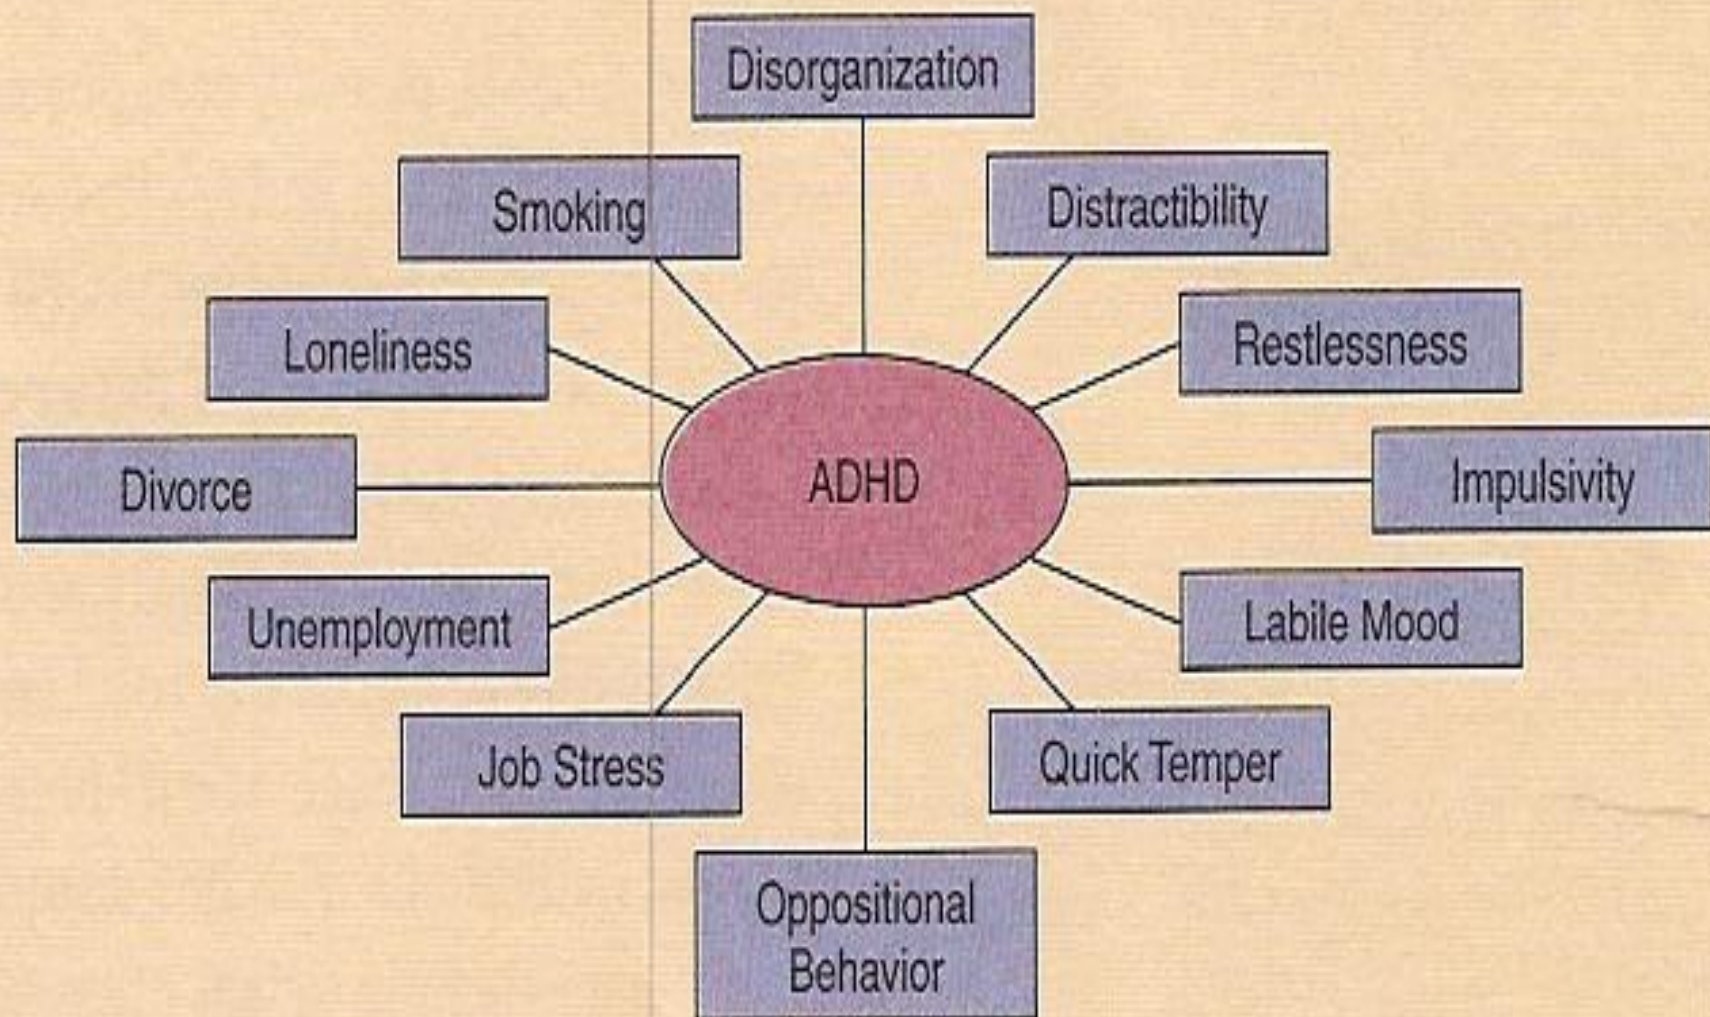 Disorganization
Smoking
Distractibility
Loneliness
Restlessness
Divorce
ADHD
Impulsivity
Unemployment
Labile Mood
Job Stress
Quick Temper
Oppositional
Behavior